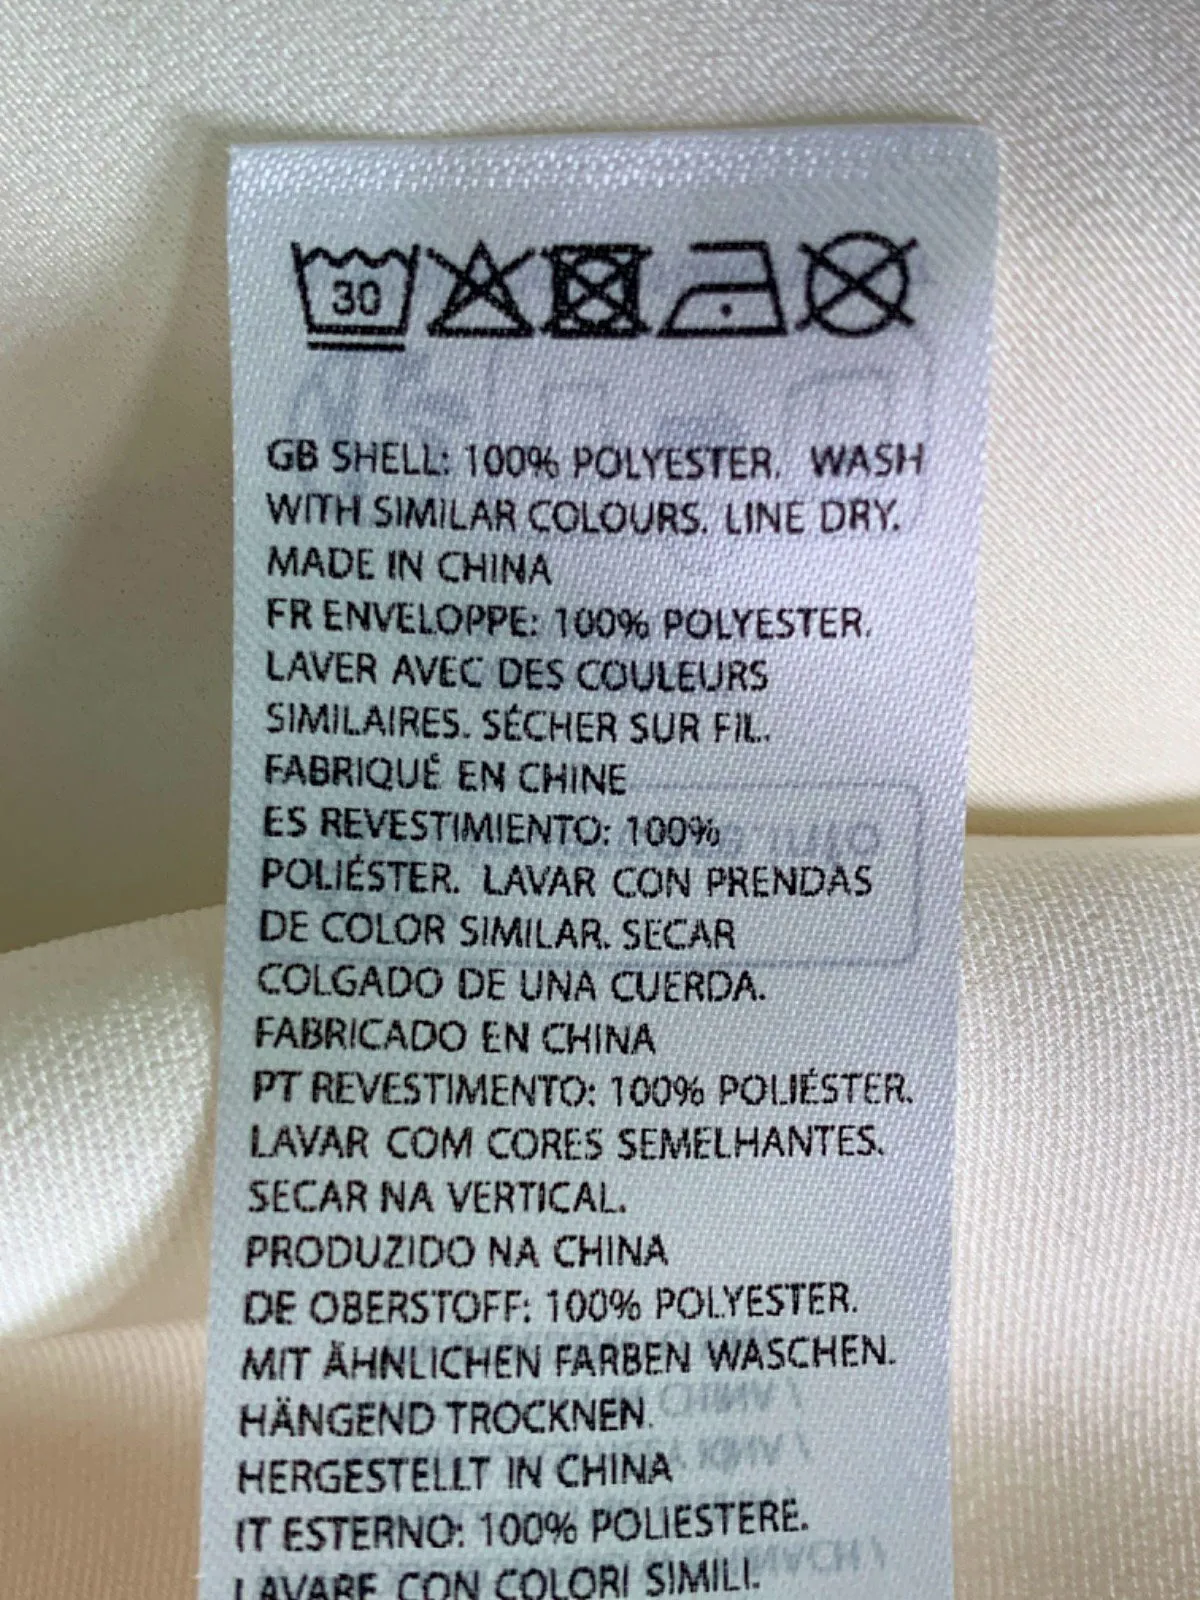 30
GB SHELL: 100% POLYESTER. WASH
WITH SIMILAR COLOURS. LINE DRY.
MADE IN CHINA
FR ENVELOPPE: 100% POLYESTER.
LAVER AVEC DES COULEURS
SIMILAIRES. SÉCHER SUR FIL.
FABRIQUÉ EN CHINE
ES REVESTIMIENTO: 100%
POLIÉSTER. LAVAR CON PRENDAS
DE COLOR SIMILAR. SECAR
COLGADO DE UNA CUERDA.
FABRICADO EN CHINA
PT REVESTIMENTO: 100% POLIÉSTER.
LAVAR COM CORES SEMELHANTES.
SECAR NA VERTICAL.
PRODUZIDO NA CHINA
DE OBERSTOFF: 100% POLYESTER.
MIT ÄHNLICHEN FARBEN WASCHEN.
HÄNGEND TROCKNEN.
HERGESTELLT IN CHINA
IT ESTERNO: 100% POLIESTERE.
LAVARE CON COLORI SIMILI.